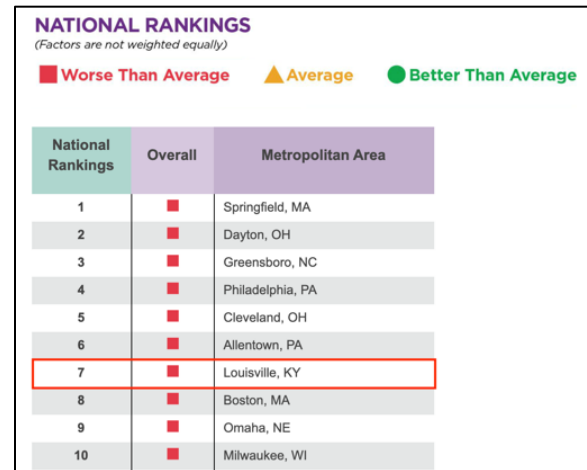 NATIONAL RANKINGS
(Factors are not weighted equally)
Worse Than Average Average Better Than Average
National Rankings Overall Metropolitan Area
1 Springfield, MA
2 Dayton, OH
3 Greensboro, NC
4 Philadelphia, PA
5 Cleveland, OH
6 Allentown, PA
7 Louisville, KY
8 Boston, MA
9 Omaha, NE
10 Milwaukee, WI